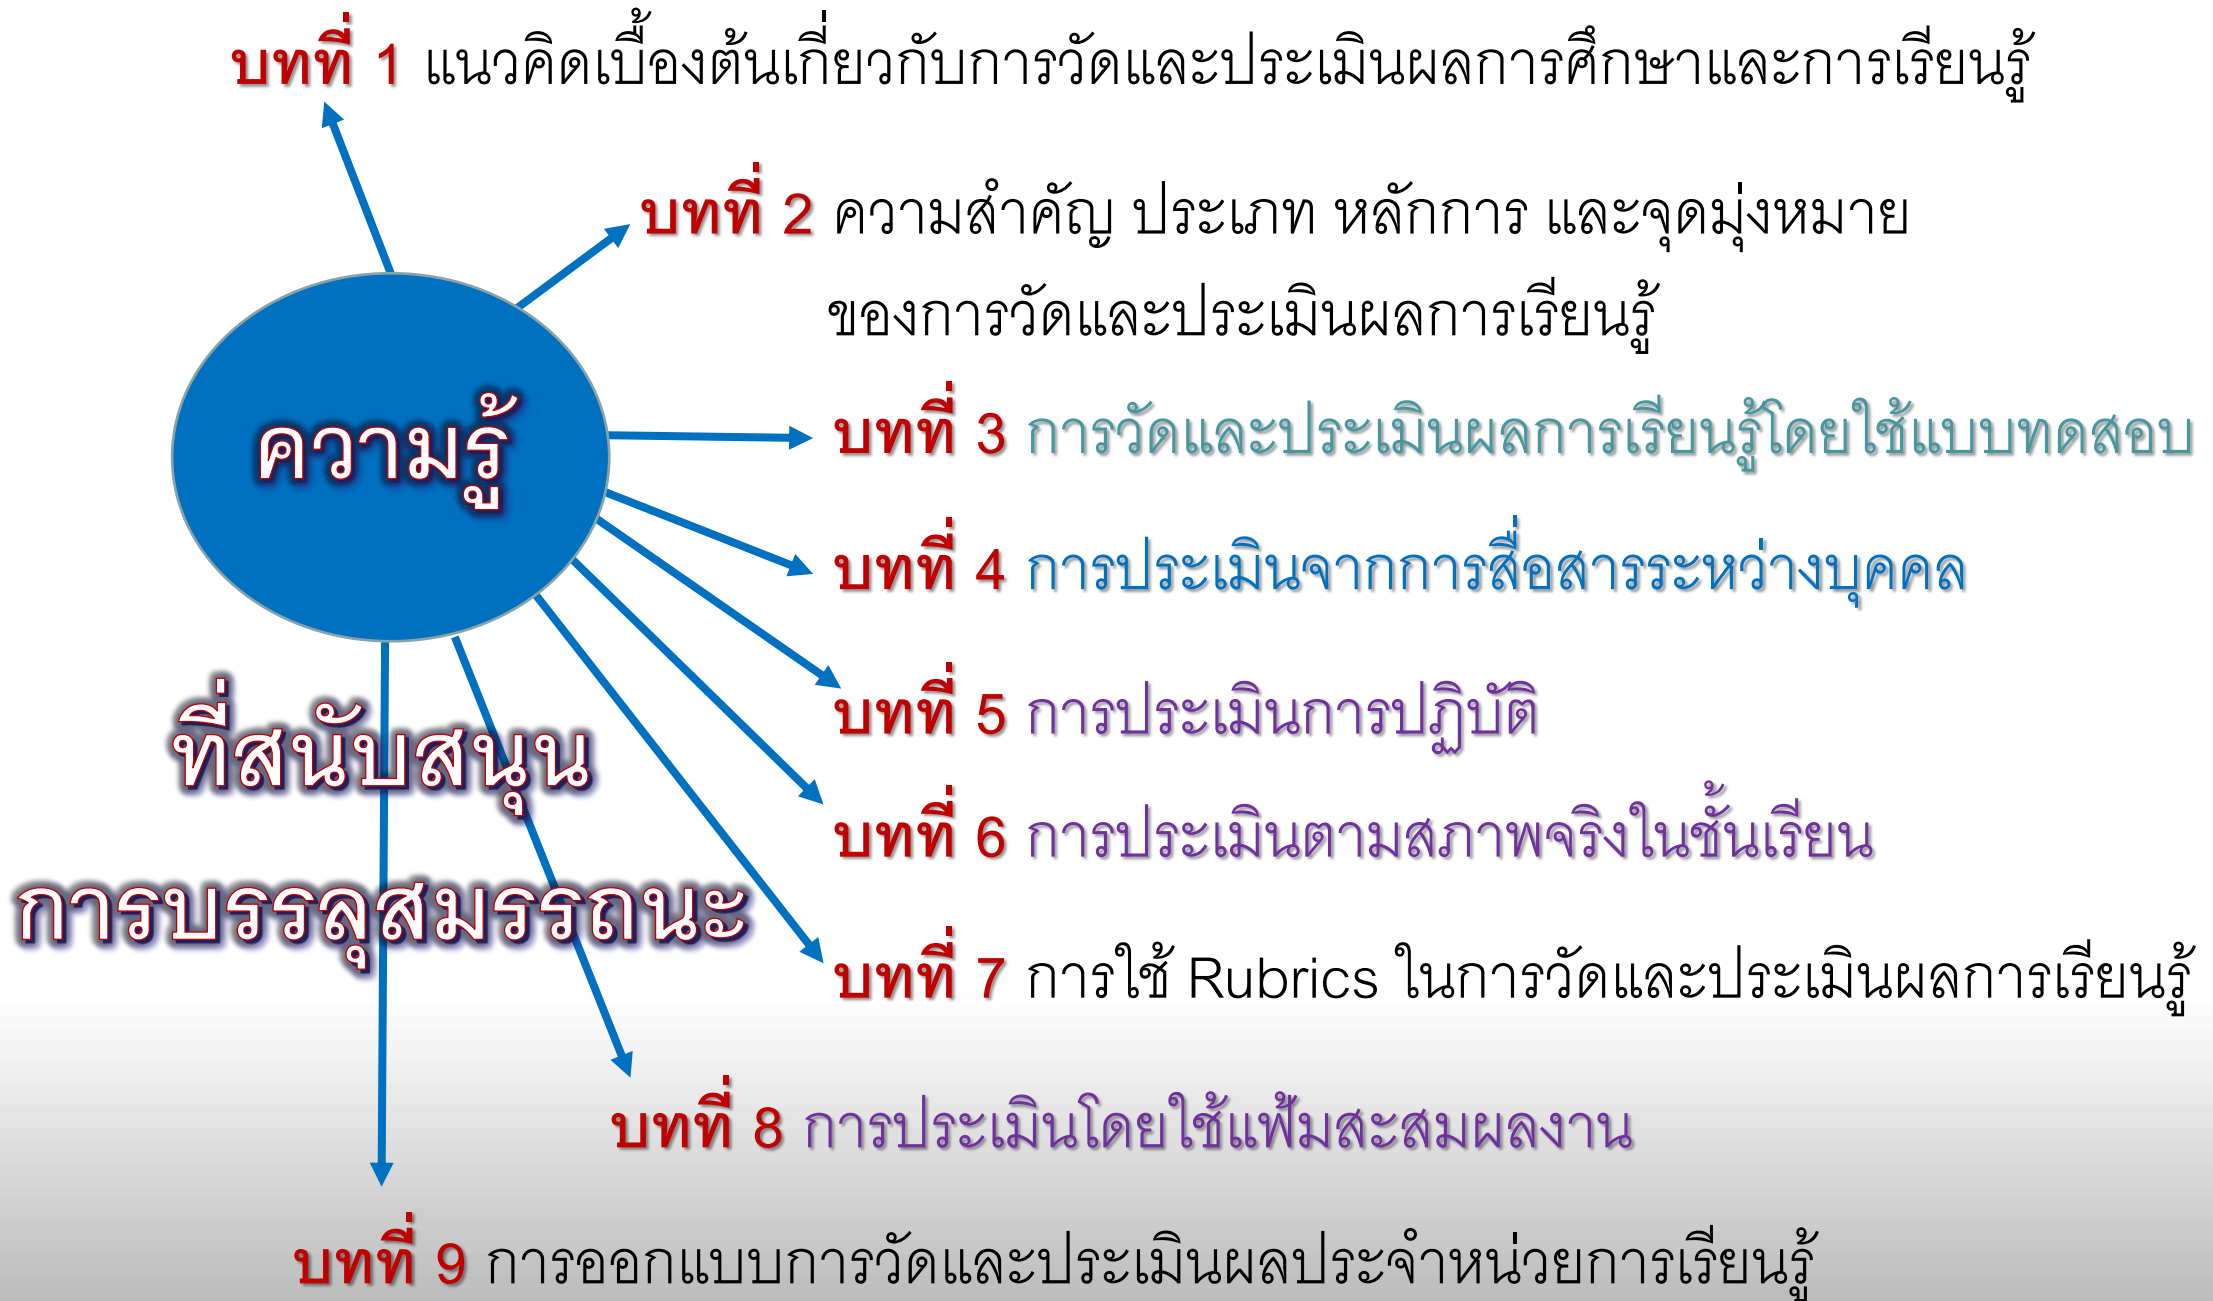 บทที่ 1 แนวคิดเบื้องต้นเกี่ยวกับการวัดและประเมินผลการศึกษาและการเรียนรู้
บทที่ 2 ความสำคัญ ประเภท หลักการ และจุดมุ่งหมาย
ของการวัดและประเมินผลการเรียนรู้
ความรู้
ที่สนับสนุน
การบรรลุสมรรถนะ
บทที่ 3 การวัดและประเมินผลการเรียนรู้โดยใช้แบบทดสอบ
บทที่ 4 การประเมินจากการสื่อสารระหว่างบุคคล
บทที่ 5 การประเมินการปฏิบัติ
บทที่ 6 การประเมินตามสภาพจริงในชั้นเรียน
บทที่ 7 การใช้ Rubrics ในการวัดและประเมินผลการเรียนรู้
บทที่ 8 การประเมินโดยใช้แฟ้มสะสมผลงาน
บทที่ 9 การออกแบบการวัดและประเมินผลประจำหน่วยการเรียนรู้